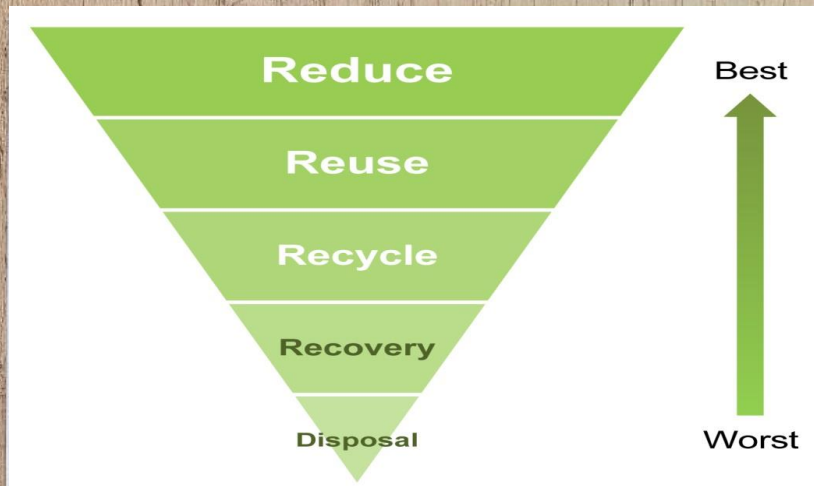 Reduce
Best
Reuse
Recycle
Recovery
Disposal
Worst